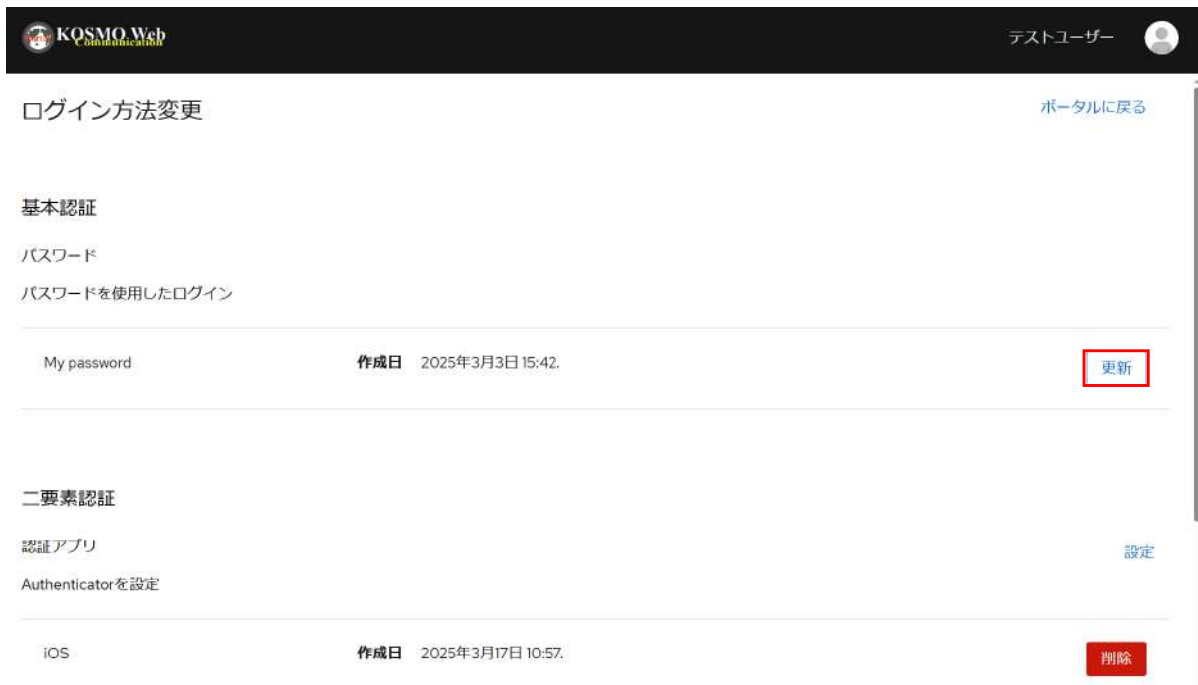 KOSMO.Web
Communication
テストユーザー
ログイン方法変更
ポータルに戻る
基本認証
パスワード
パスワードを使用したログイン
My password 作成日 2025年3月3日 15:42. 更新
二要素認証
認証アプリ
設定
Authenticatorを設定
iOS 作成日 2025年3月17日 10:57. 削除